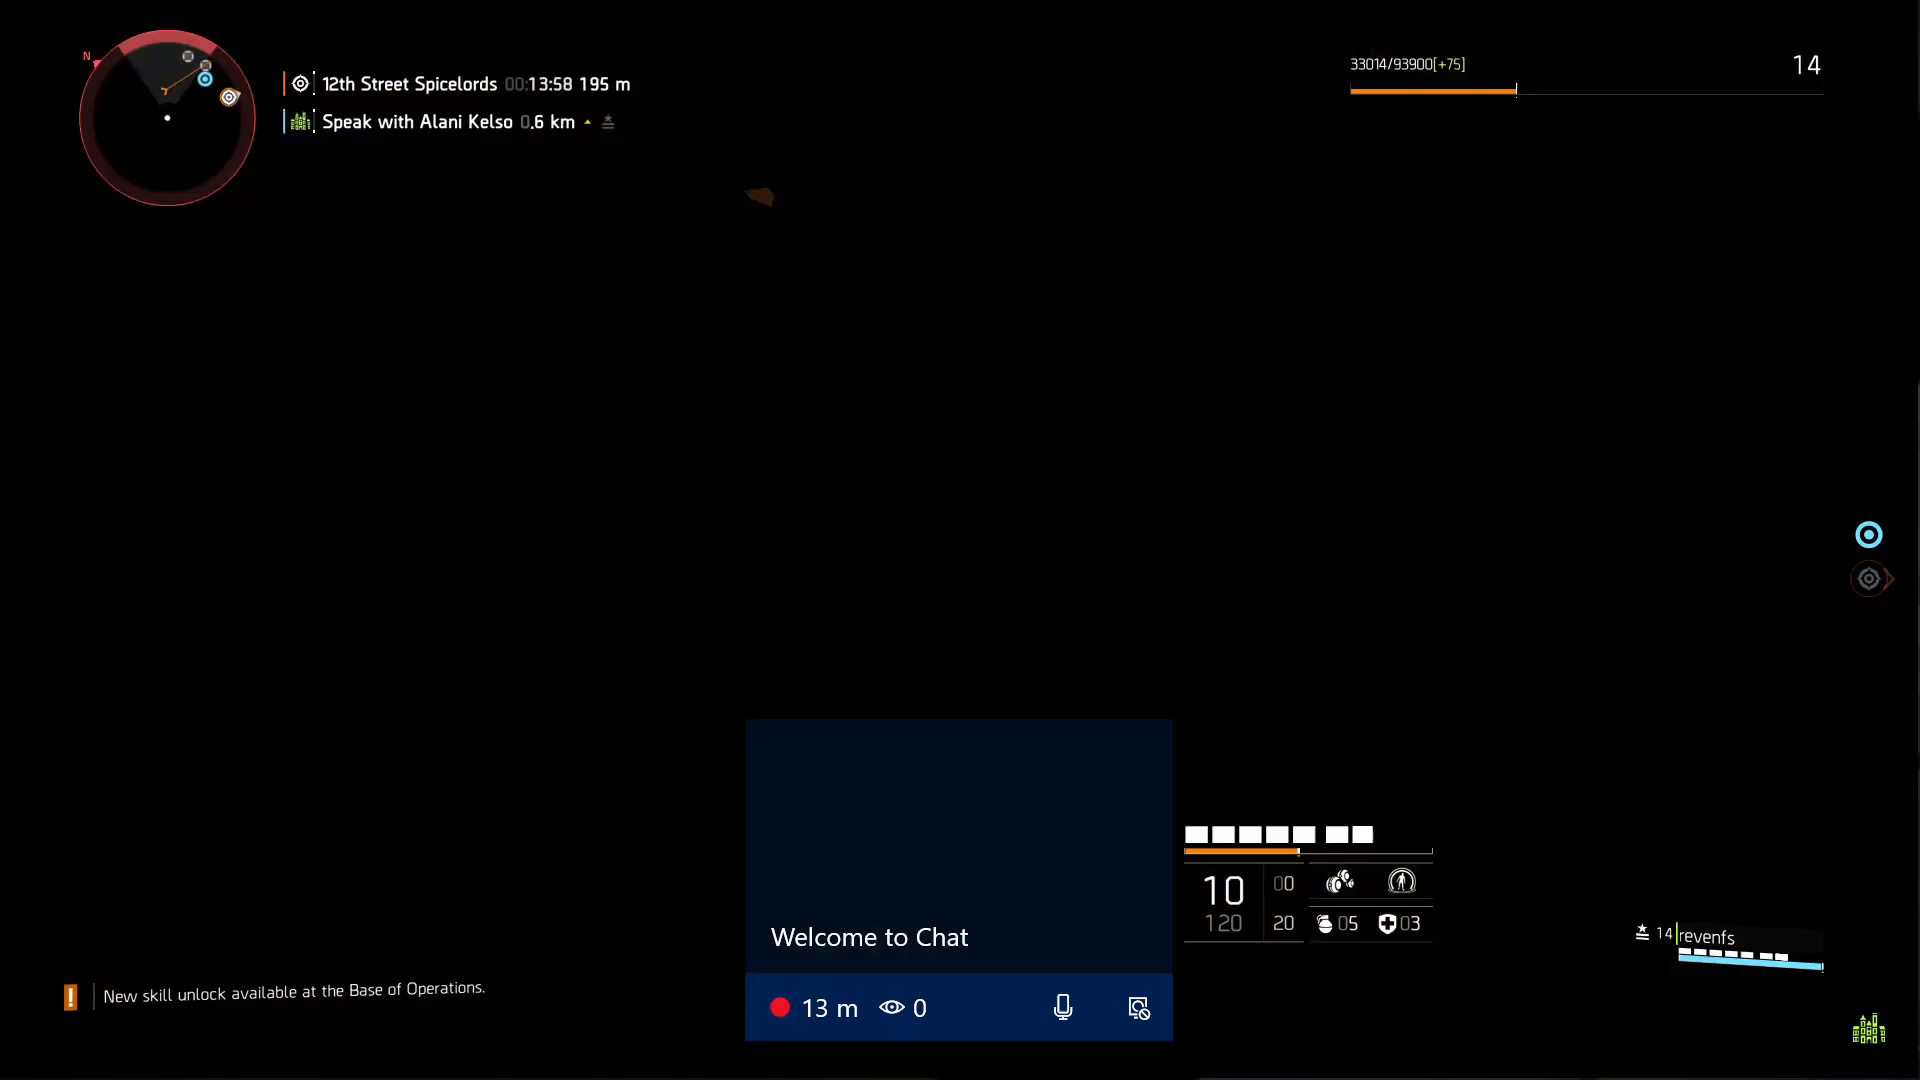 N
12th Street Spicelords 00:13:58 195 m
Speak with Alani Kelso 0.6 km
33014/93900[+75]
14
Welcome to Chat
13 m 0
10
120
00
20
05
03
14 revenfs
! New skill unlock available at the Base of Operations.